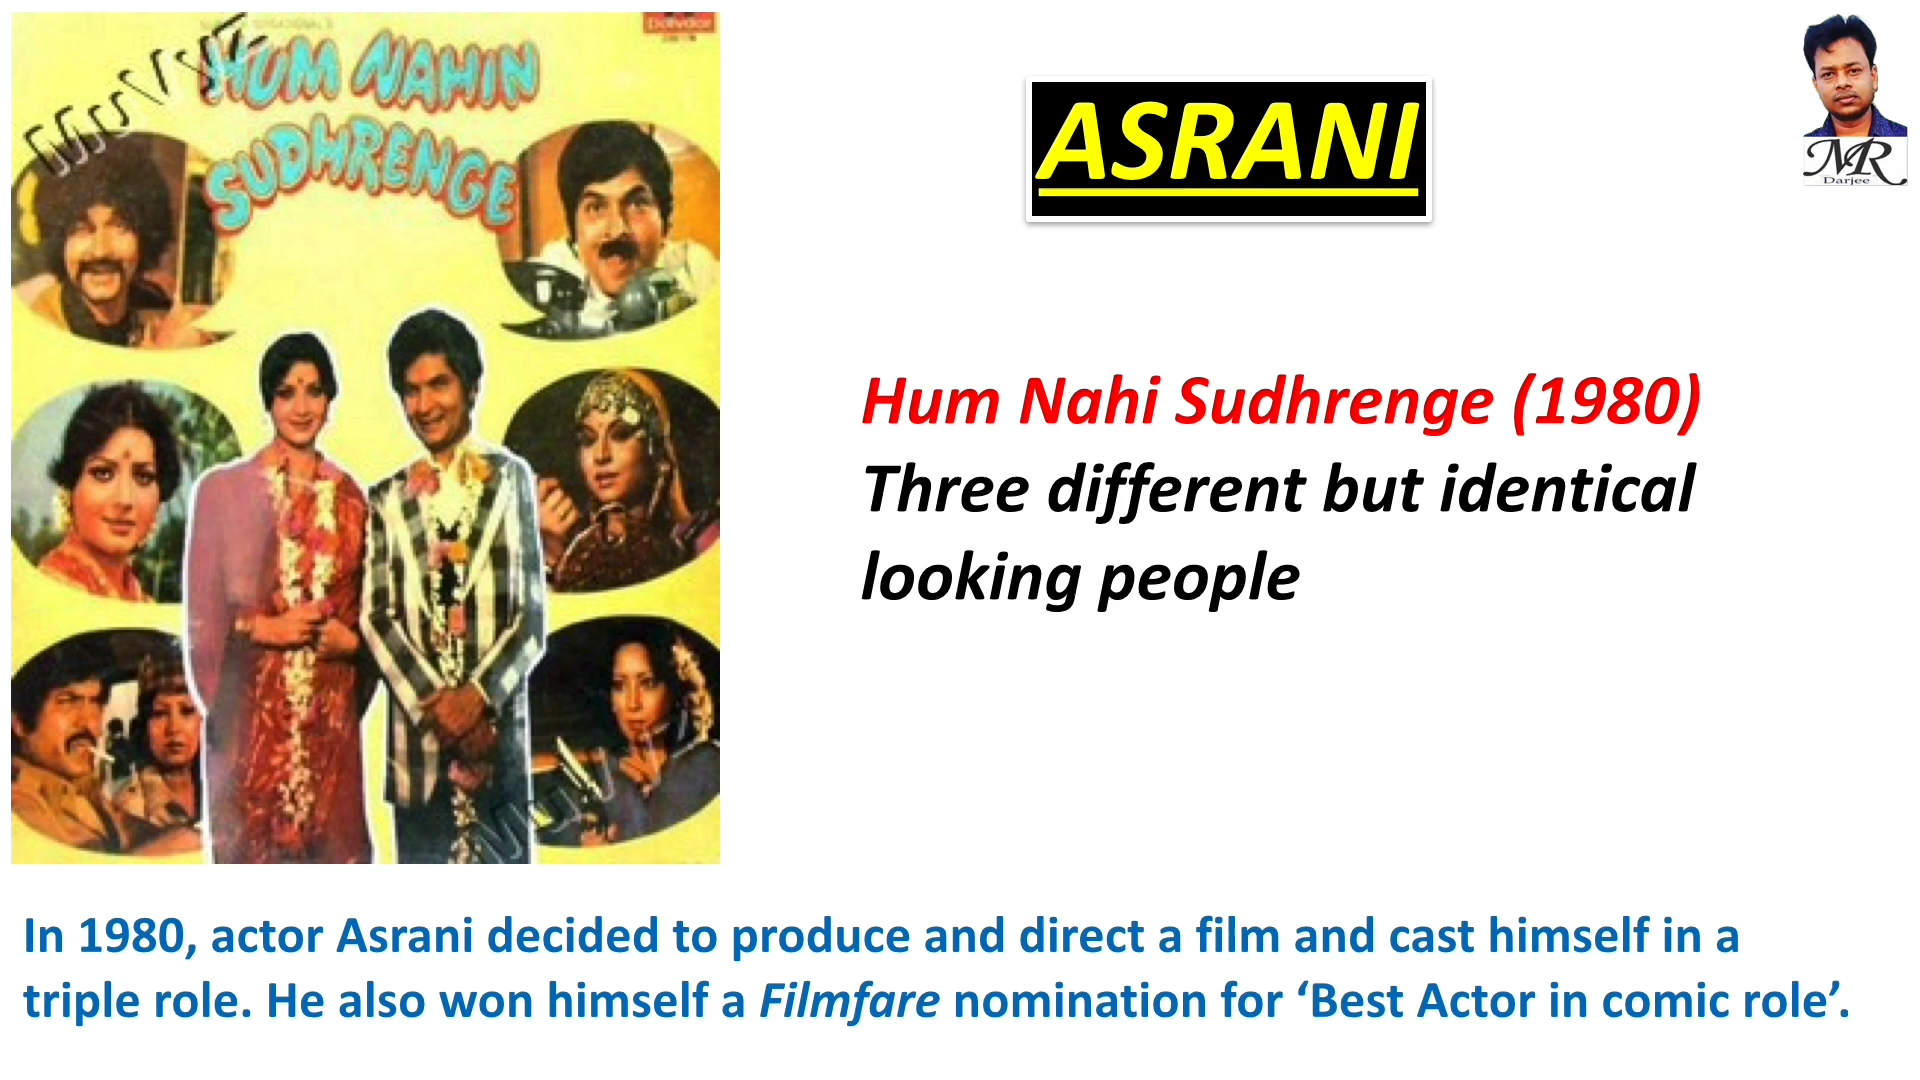 HUM NAHIN
SUDHRENGE
Polydor
ASRANI
MR
Darjee
Hum Nahi Sudhrenge (1980)
Three different but identical
looking people
In 1980, actor Asrani decided to produce and direct a film and cast himself in a
triple role. He also won himself a Filmfare nomination for ‘Best Actor in comic role’.